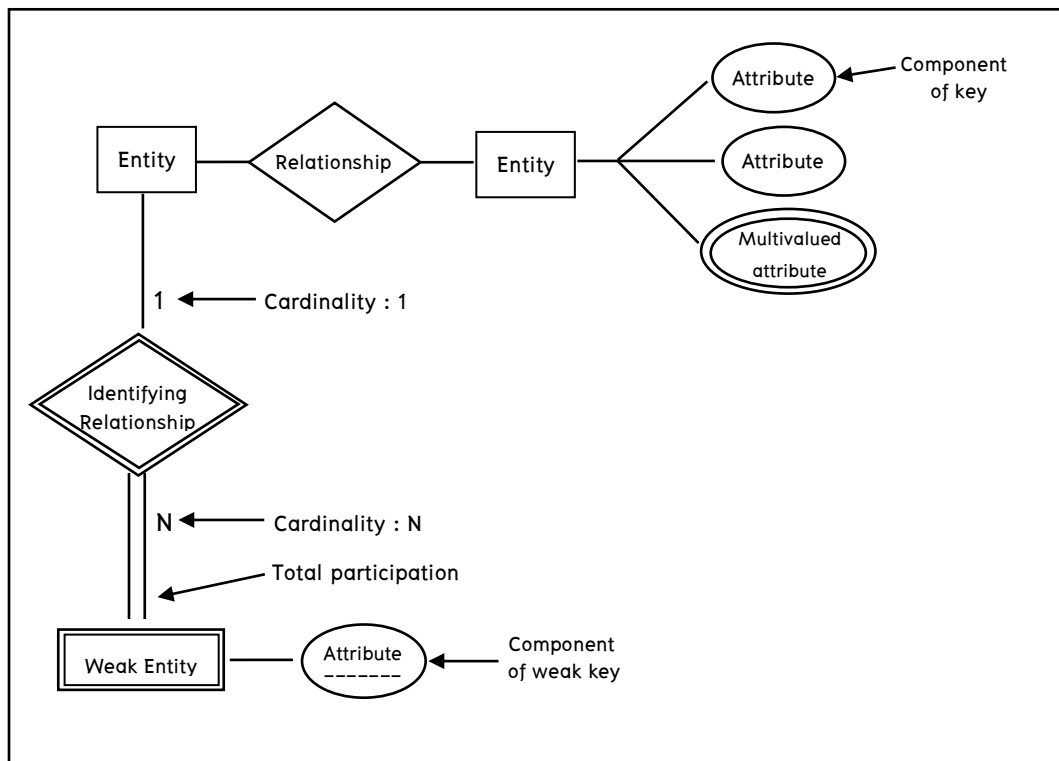 Attribute
Component
of key
Entity
Relationship
Entity
Attribute
Multivalued
attribute
1
Cardinality : 1
Identifying
Relationship
N
Cardinality : N
Total participation
Weak Entity
Attribute
-------
Component
of weak key